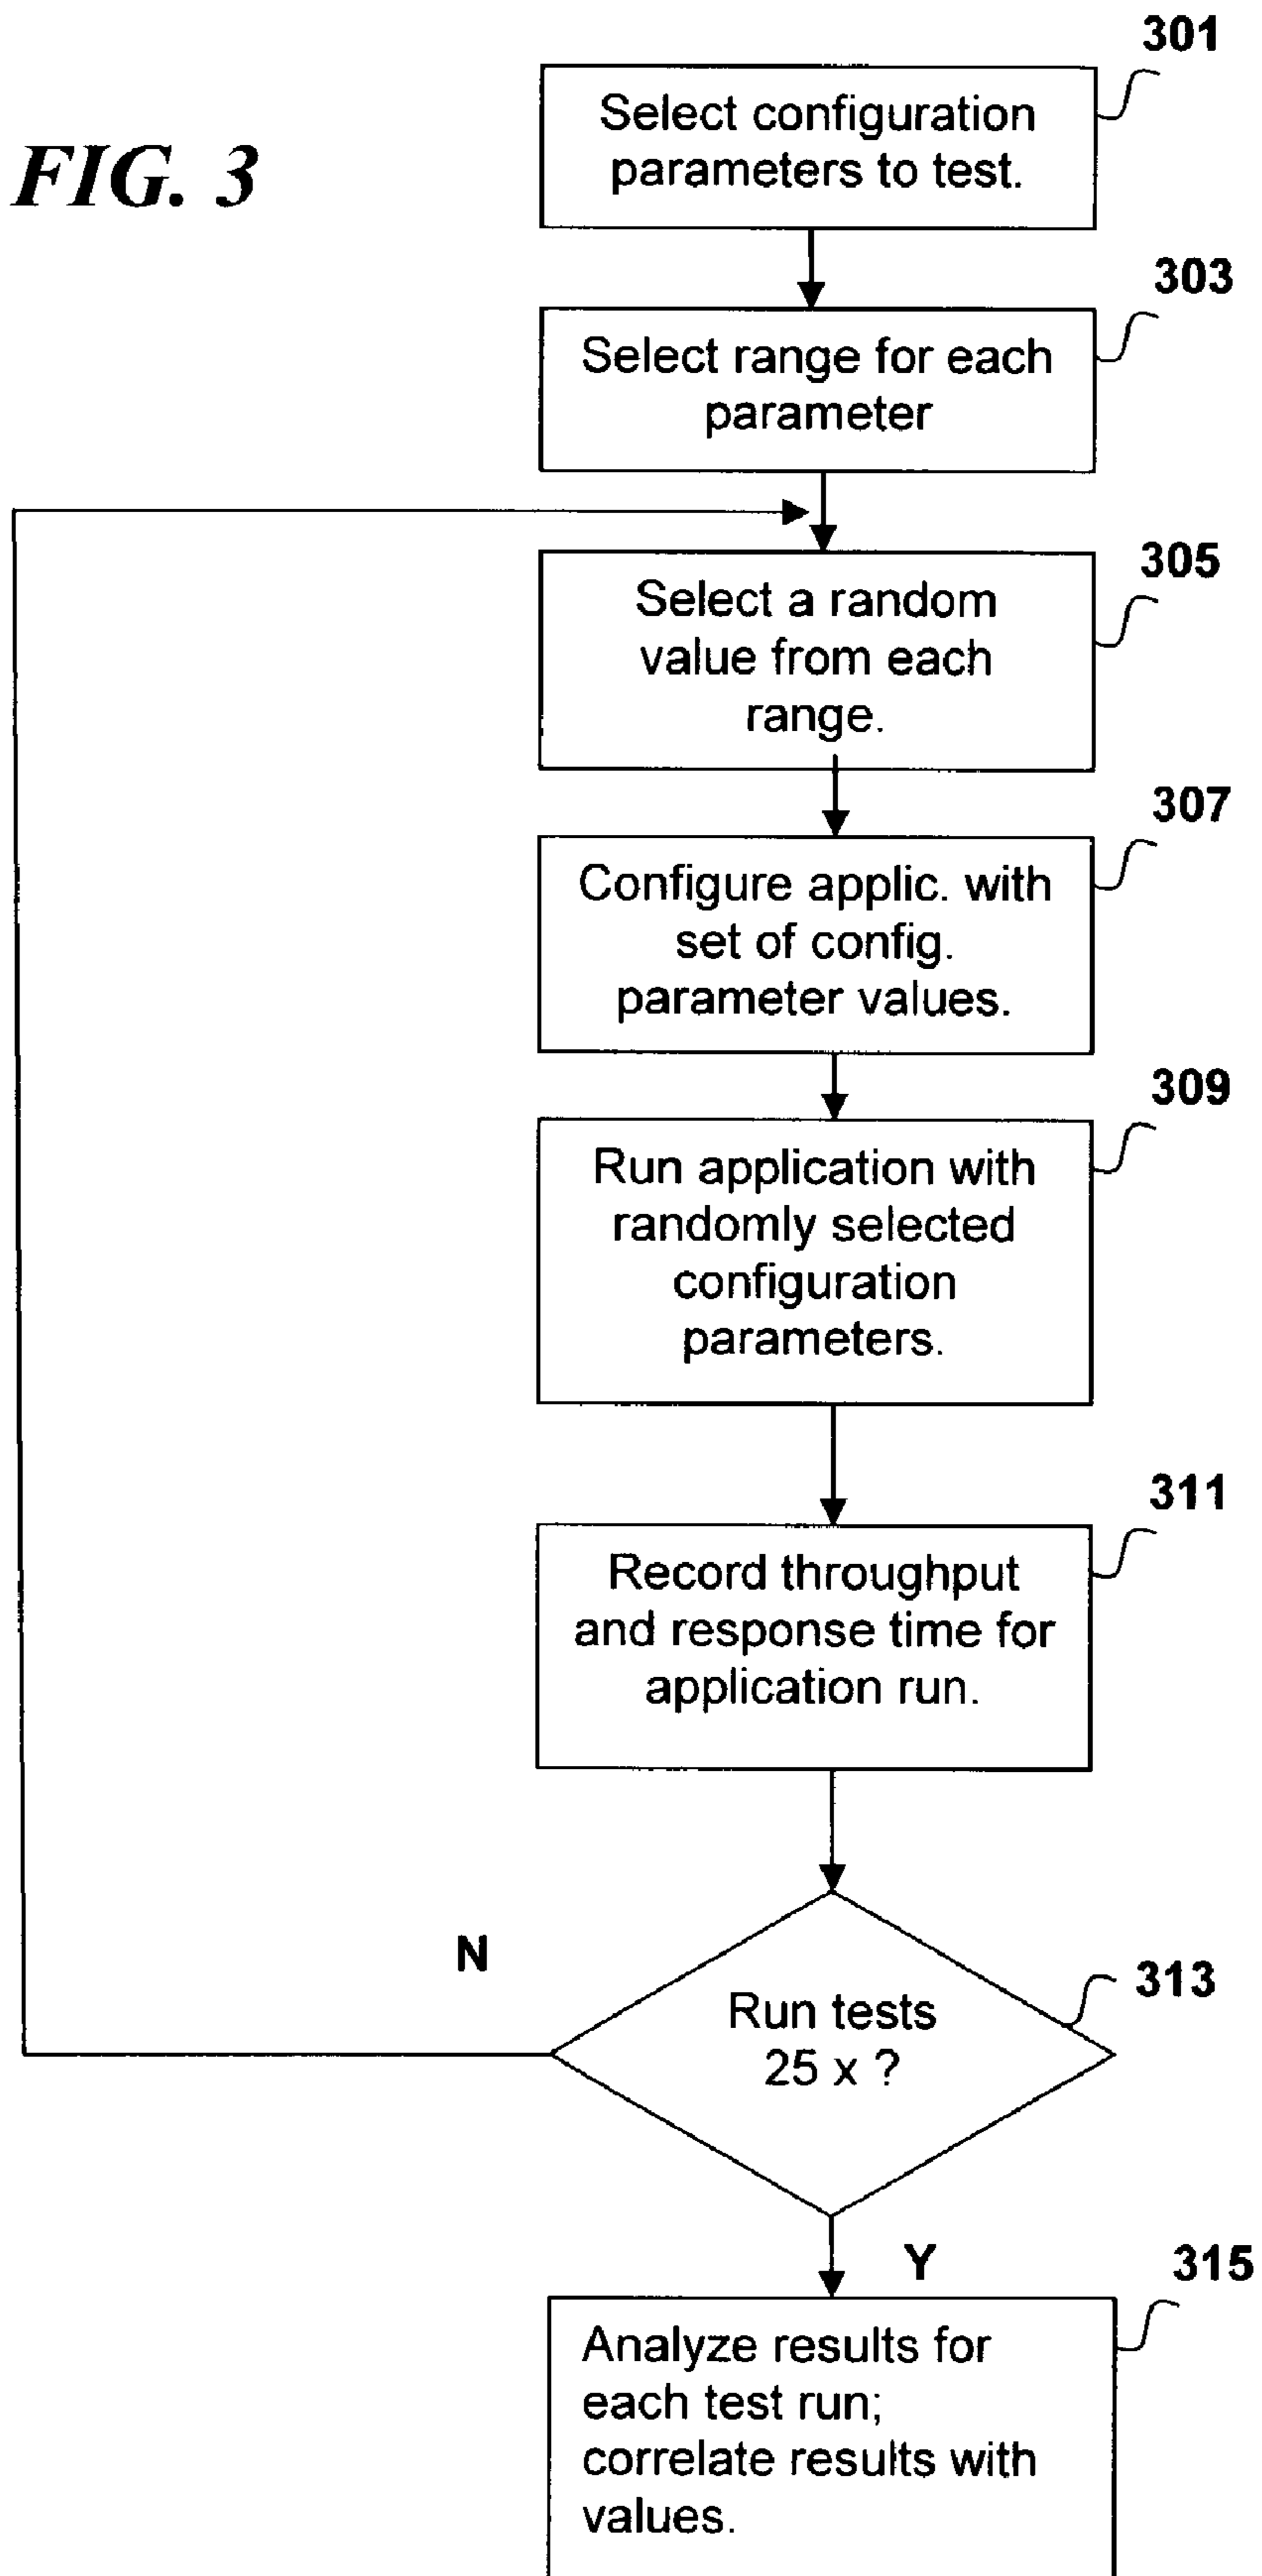 FIG. 3
301
Select configuration
parameters to test.
303
Select range for each
parameter
305
Select a random
value from each
range.
307
Configure applic. with
set of config.
parameter values.
309
Run application with
randomly selected
configuration
parameters.
311
Record throughput
and response time for
application run.
N
313
Run tests
25 x ?
Y
315
Analyze results for
each test run;
correlate results with
values.